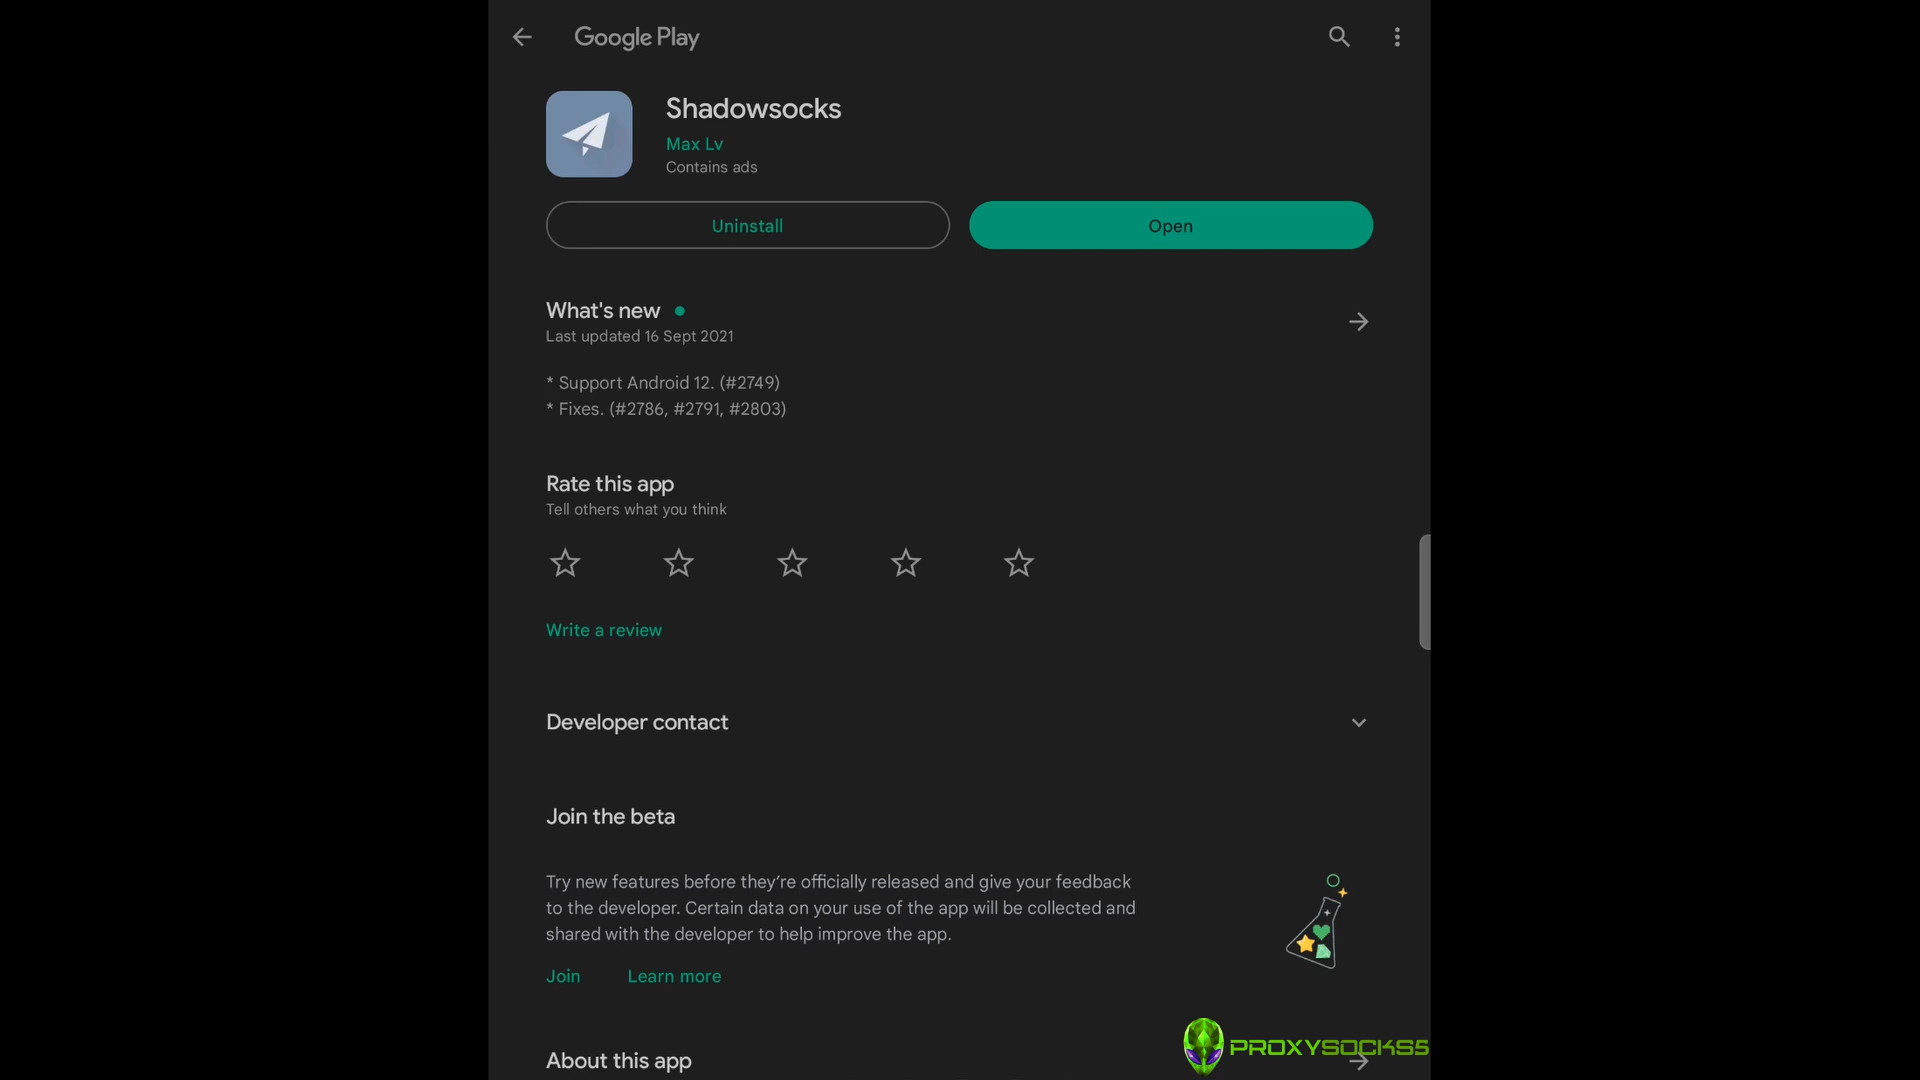 Google Play
Shadowsocks
Max Lv
Contains ads
Uninstall
Open
What's new
Last updated 16 Sept 2021
* Support Android 12. (#2749)
* Fixes. (#2786, #2791, #2803)
Rate this app
Tell others what you think
Write a review
Developer contact
Join the beta
Try new features before they’re officially released and give your feedback
to the developer. Certain data on your use of the app will be collected and
shared with the developer to help improve the app.
Join
Learn more
About this app
PROXYSOCKS5